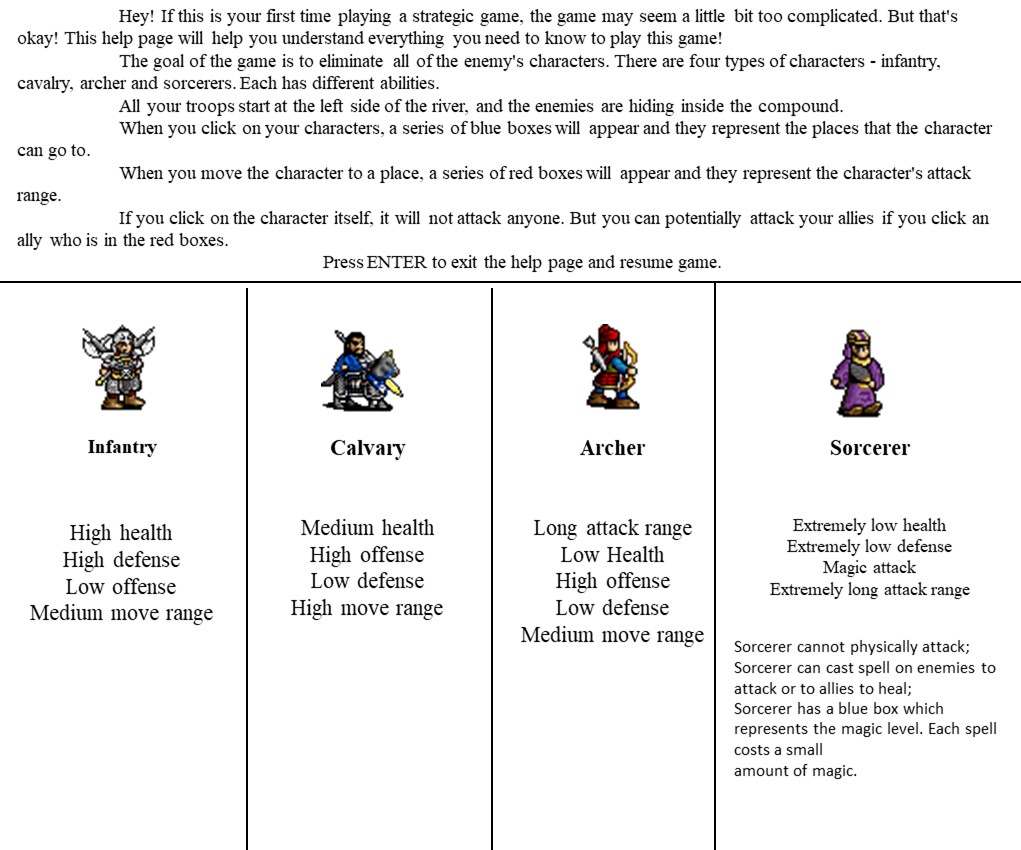 Hey! If this is your first time playing a strategic game, the game may seem a little bit too complicated. But that's
okay! This help page will help you understand everything you need to know to play this game!
The goal of the game is to eliminate all of the enemy's characters. There are four types of characters - infantry,
cavalry, archer and sorcerers. Each has different abilities.
All your troops start at the left side of the river, and the enemies are hiding inside the compound.
When you click on your characters, a series of blue boxes will appear and they represent the places that the character
can go to.
When you move the character to a place, a series of red boxes will appear and they represent the character's attack
range.
If you click on the character itself, it will not attack anyone. But you can potentially attack your allies if you click an
ally who is in the red boxes.
Press ENTER to exit the help page and resume game.
Infantry
High health
High defense
Low offense
Medium move range
Calvary
Medium health
High offense
Low defense
High move range
Archer
Long attack range
Low Health
High offense
Low defense
Medium move range
Sorcerer
Extremely low health
Extremely low defense
Magic attack
Extremely long attack range
Sorcerer cannot physically attack;
Sorcerer can cast spell on enemies to
attack or to allies to heal;
Sorcerer has a blue box which
represents the magic level. Each spell
costs a small
amount of magic.